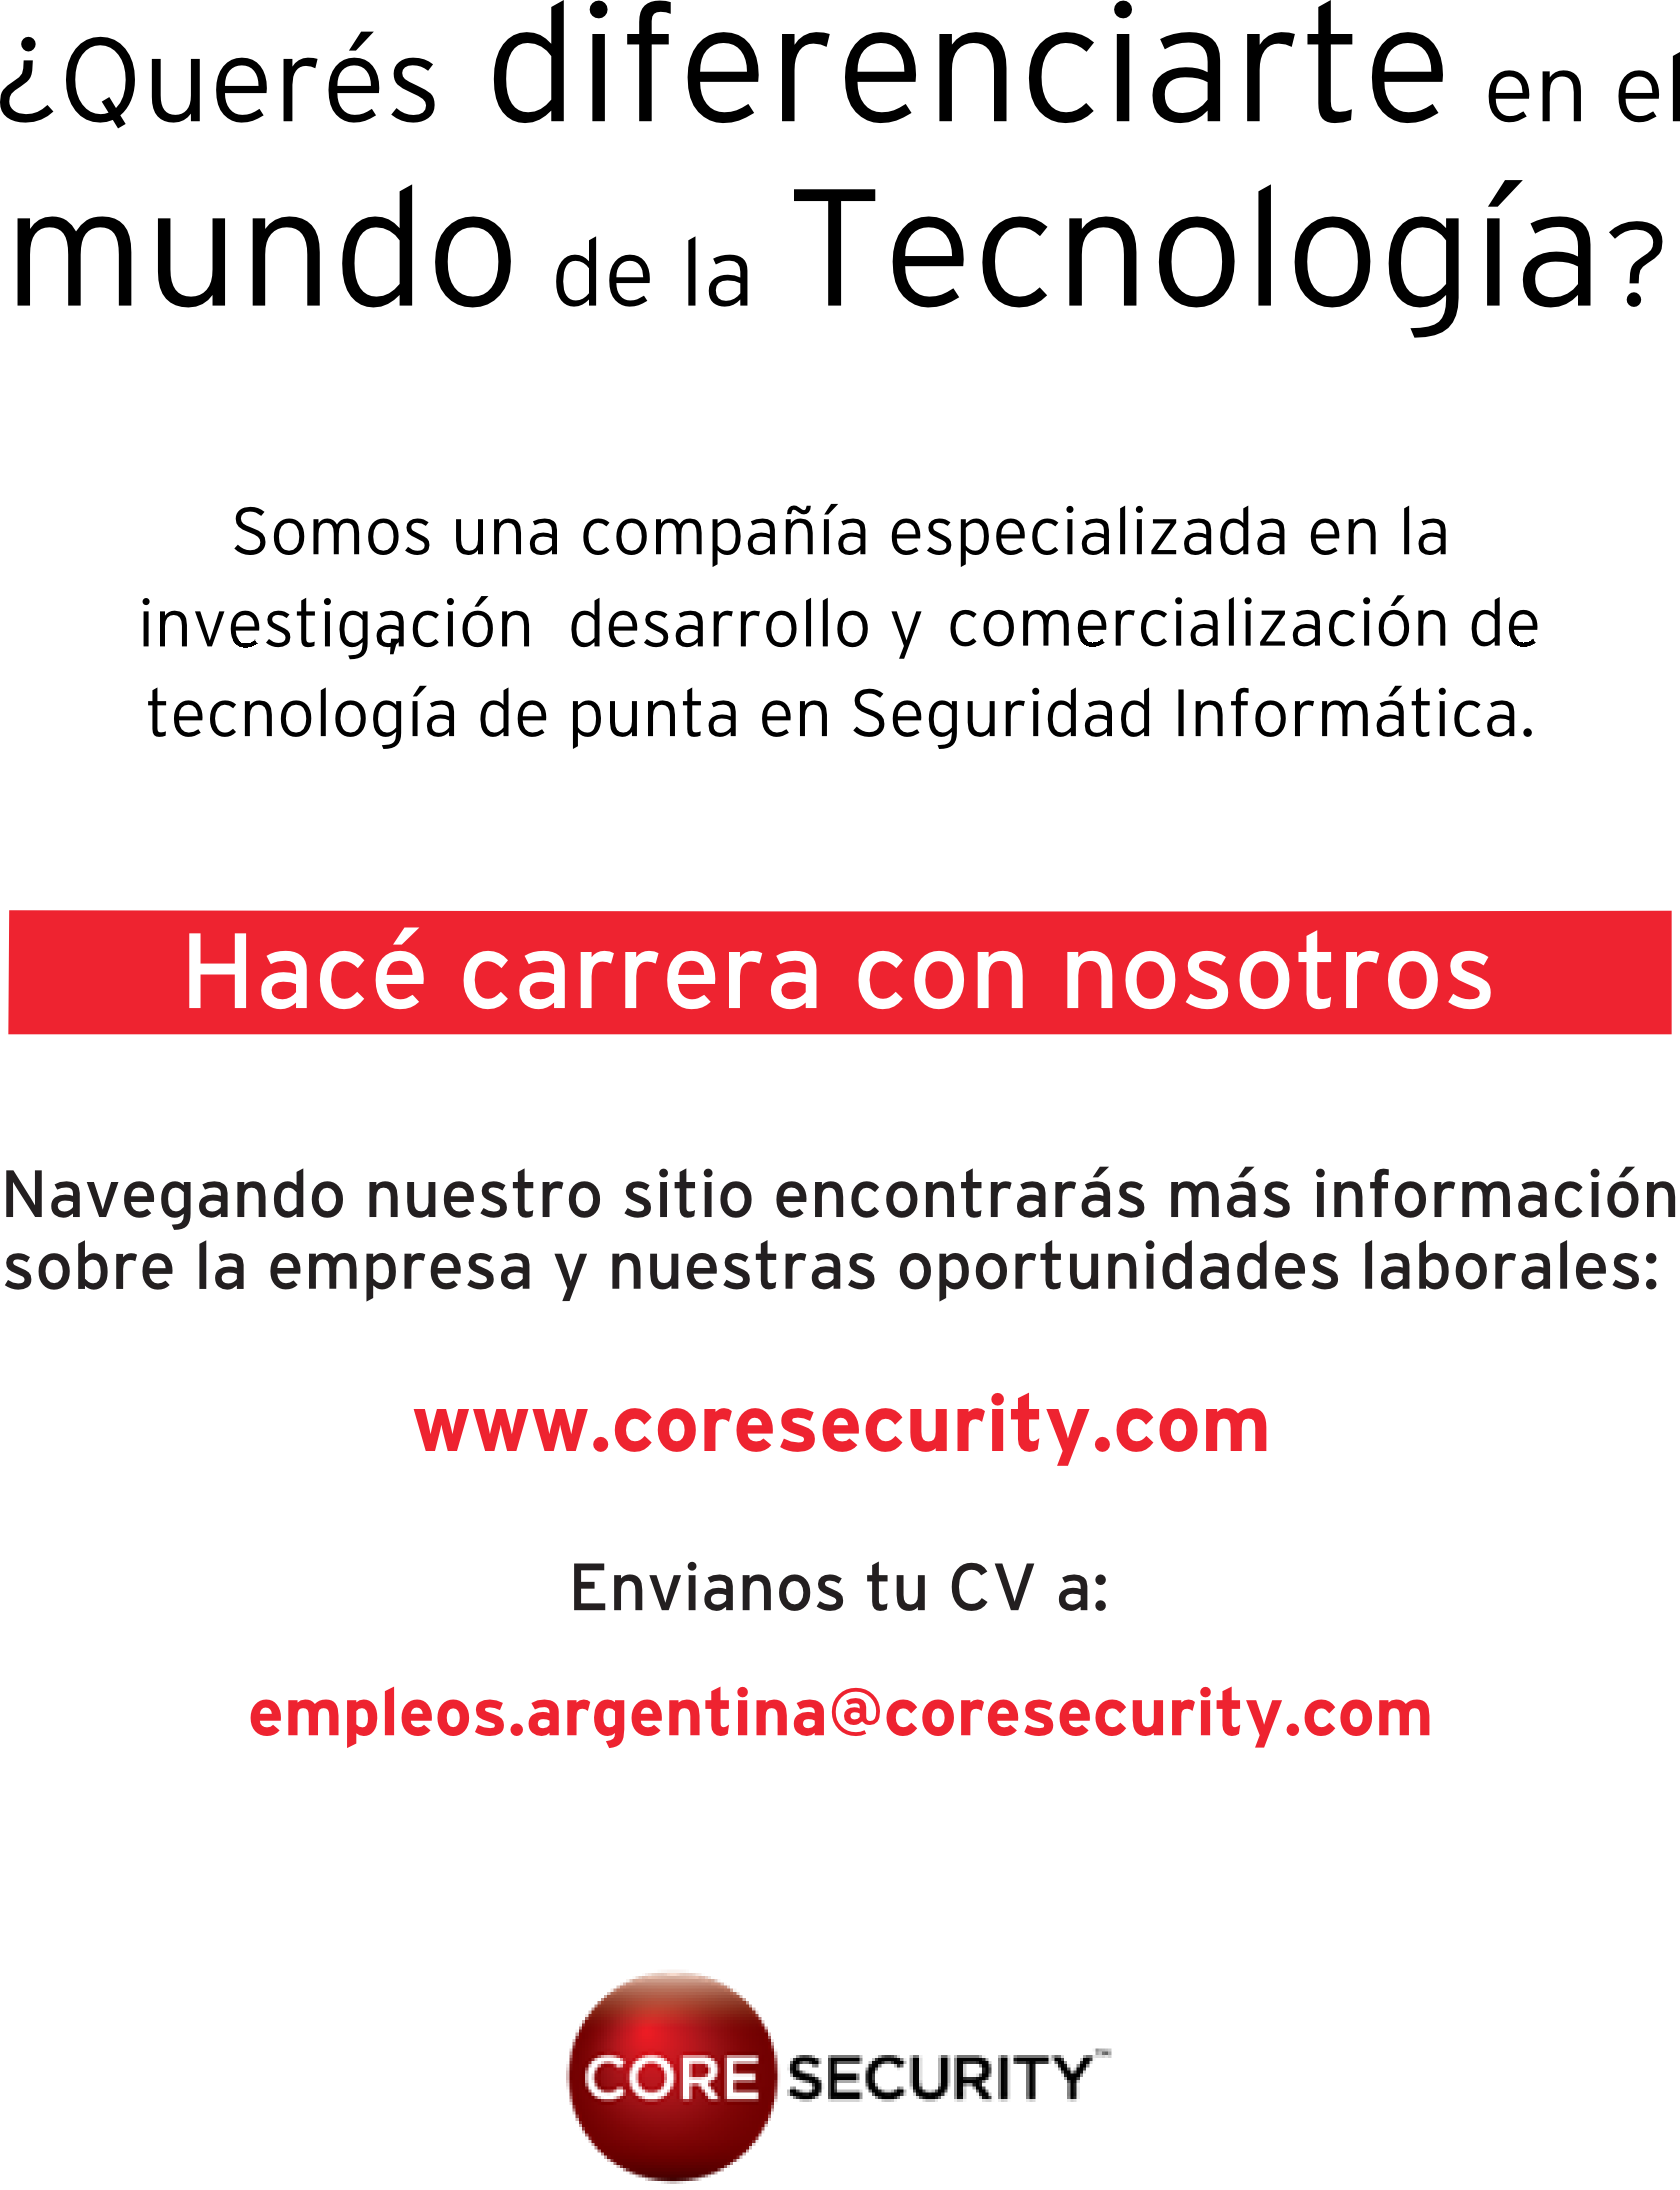 ¿Querés diferenciarte en el
mundo de la Tecnología?
Somos una compañía especializada en la
investigación, desarrollo y comercialización de
tecnología de punta en Seguridad Informática.
Hacé carrera con nosotros
Navegando nuestro sitio encontrarás más información
sobre la empresa y nuestras oportunidades laborales:
www.coresecurity.com
Envianos tu CV a:
empleos.argentina@coresecurity.com
CORE SECURITY™